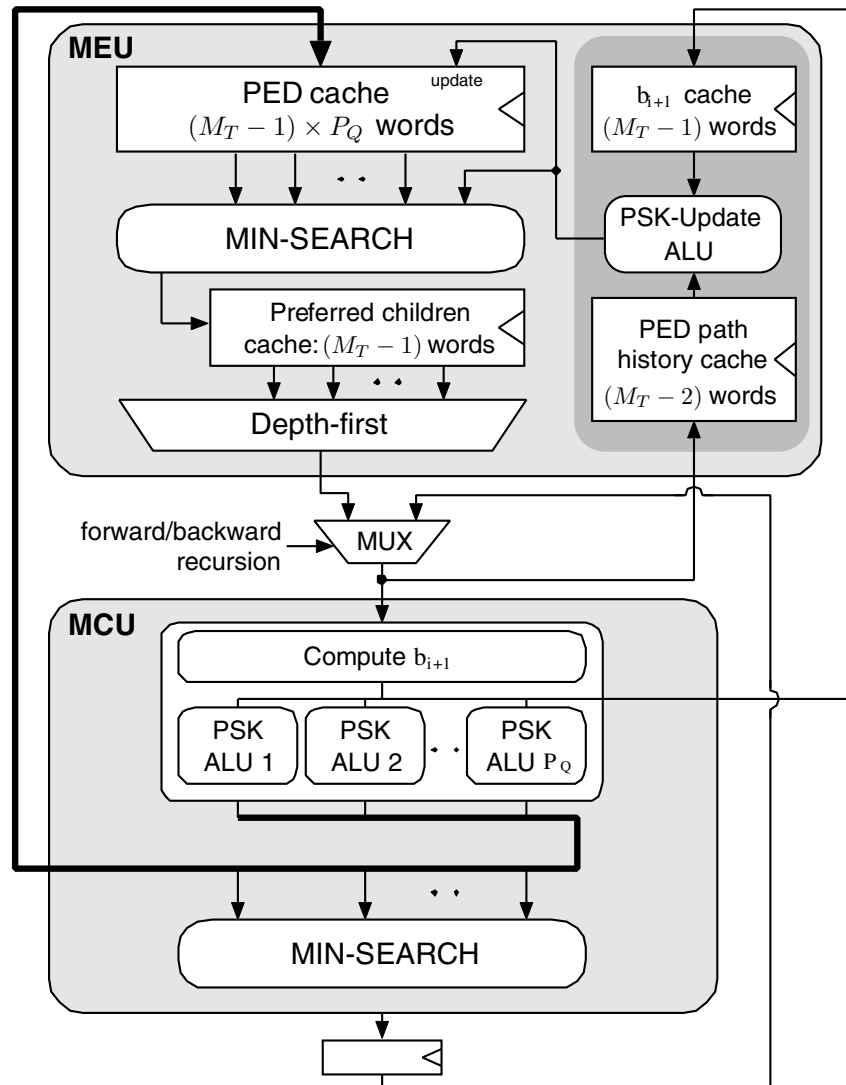 MEU
PED cache
update
(M_T − 1) × P_Q words
b_{i+1} cache
(M_T − 1) words
MIN-SEARCH
PSK-Update
ALU
Preferred children
cache: (M_T − 1) words
PED path
history cache
(M_T − 2) words
Depth-first
forward/backward
recursion
MUX
MCU
Compute b_{i+1}
PSK
ALU 1
PSK
ALU 2
PSK
ALU P_Q
MIN-SEARCH